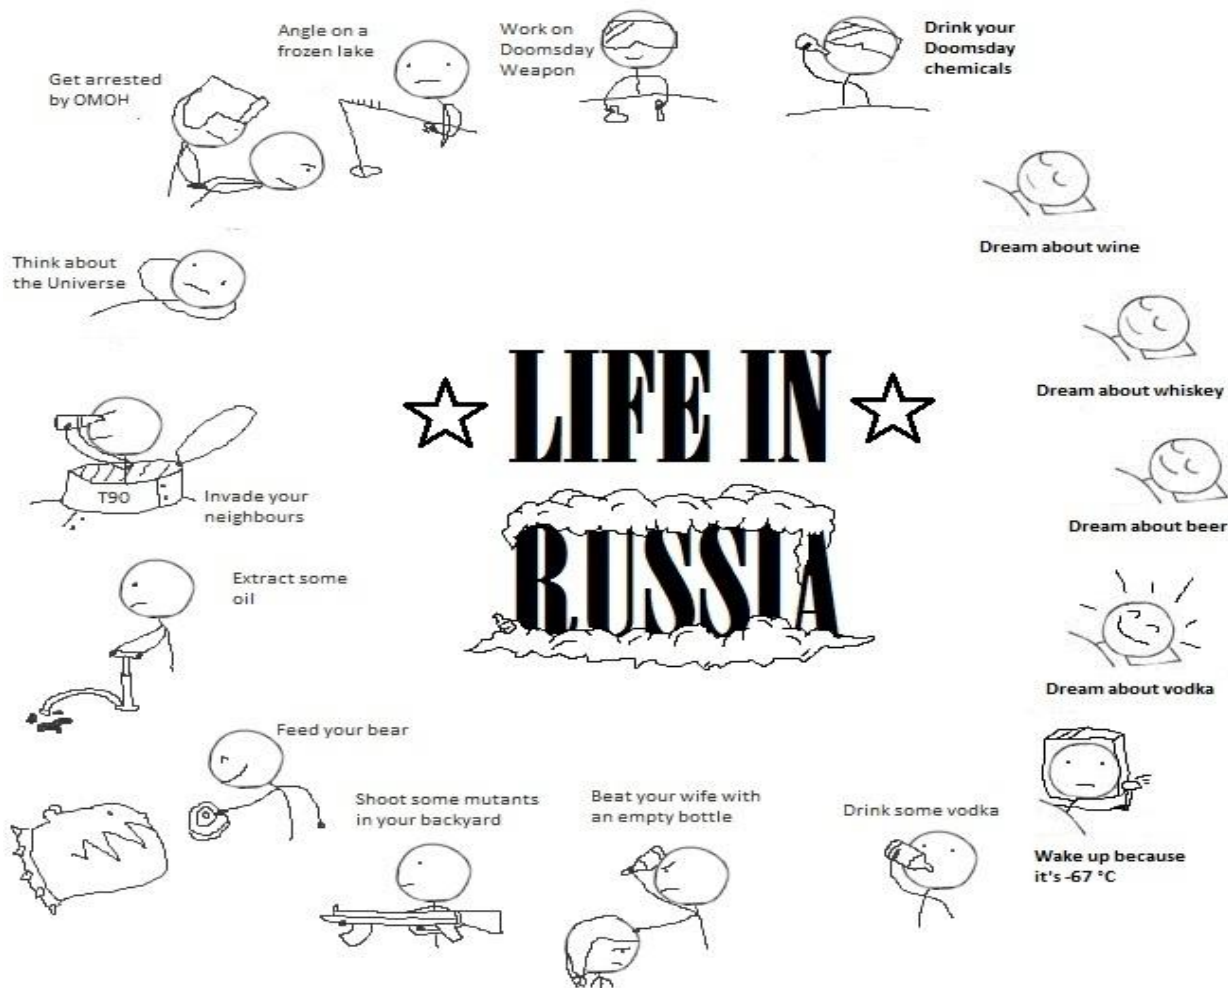 Angle on a
frozen lake
Work on
Doomsday
Weapon
Drink your
Doomsday
chemicals
Get arrested
by OMOH
Dream about wine
Think about
the Universe
Dream about whiskey
LIFE IN
RUSSIA
T90
Invade your
neighbours
Dream about beer
Extract some
oil
Dream about vodka
Feed your bear
Shoot some mutants
in your backyard
Beat your wife with
an empty bottle
Drink some vodka
Wake up because
it's -67 °C